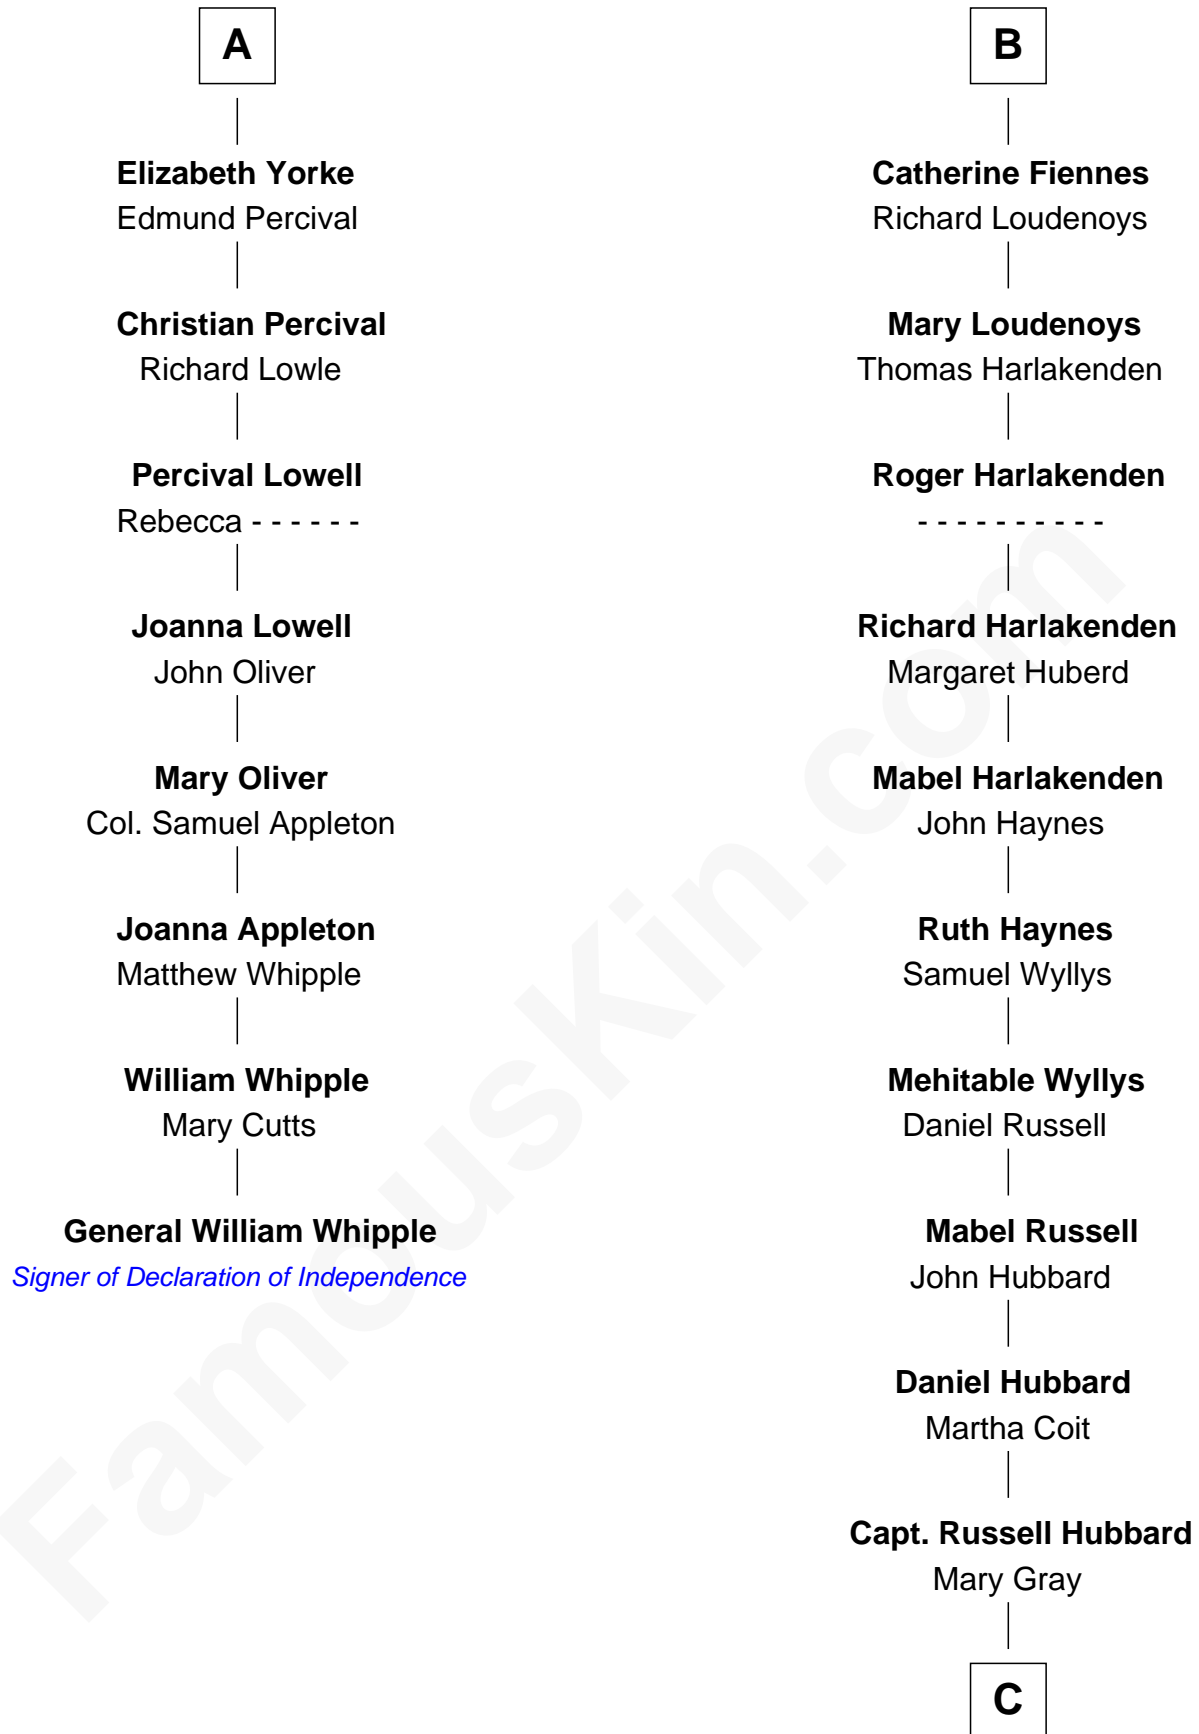 A
Elizabeth Yorke
Edmund Percival
Christian Percival
Richard Lowle
Percival Lowell
Rebecca - - - - - -
Joanna Lowell
John Oliver
Mary Oliver
Col. Samuel Appleton
Joanna Appleton
Matthew Whipple
William Whipple
Mary Cutts
General William Whipple
Signer of Declaration of Independence
B
Catherine Fiennes
Richard Loudenoys
Mary Loudenoys
Thomas Harlakenden
Roger Harlakenden
- - - - - - - - - -
Richard Harlakenden
Margaret Huberd
Mabel Harlakenden
John Haynes
Ruth Haynes
Samuel Wyllys
Mehitable Wyllys
Daniel Russell
Mabel Russell
John Hubbard
Daniel Hubbard
Martha Coit
Capt. Russell Hubbard
Mary Gray
C
FamousKin.com